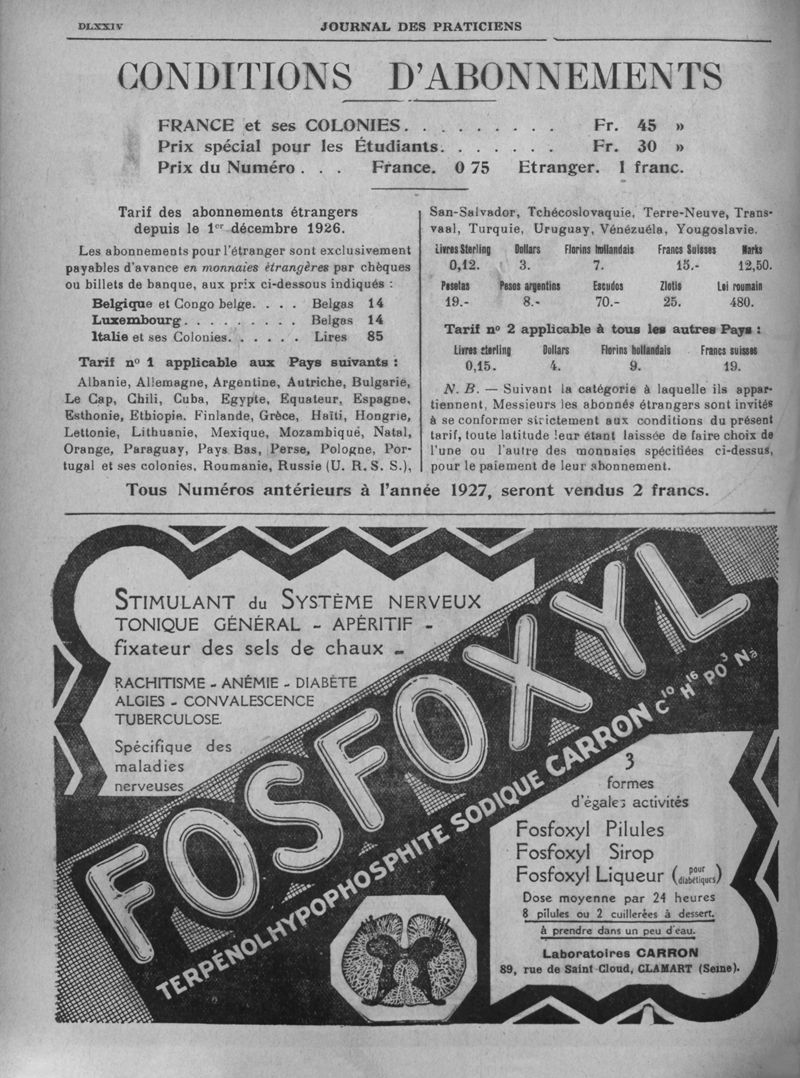 DLXXIV
JOURNAL DES PRATICIENS
CONDITIONS D'ABONNEMENTS
FRANCE et ses COLONIES. . . . . . . . . Fr. 45 »
Prix spécial pour les Étudiants. . . . . . . Fr. 30 »
Prix du Numéro . . . France. 0 75 Etranger. 1 franc.
Tarif des abonnements étrangers
depuis le 1er décembre 1926.
Les abonnements pour l'étranger sont exclusivement
payables d'avance en monnaies étrangères par chèques
ou billets de banque, aux prix ci-dessous indiqués :
Belgique et Congo belge. . . . Belgas 14
Luxembourg. . . . . . . . . Belgas 14
Italie et ses Colonies. . . . . . Lires 85
Tarif no 1 applicable aux Pays suivants :
Albanie, Allemagne, Argentine, Autriche, Bulgarie,
Le Cap, Chili, Cuba, Egypte, Equateur, Espagne,
Esthonie, Ethiopie, Finlande, Grèce, Haïti, Hongrie,
Lettonie, Lithuanie, Mexique, Mozambique, Natal,
Orange, Paraguay, Pays Bas, Perse, Pologne, Por-
tugal et ses colonies, Roumanie, Russie (U. R. S. S.),
San-Salvador, Tchécoslovaquie, Terre-Neuve, Trans-
vaal, Turquie, Uruguay, Vénézuéla, Yougoslavie.
Livres Sterling Dollars Florins hollandais Francs Suisses Marks
0,12. 3. 7. 15.- 12,50.
Pesetas Pesos argentins Escudos Zlotis Lei roumain
19.- 8.- 70.- 25. 480.
Tarif no 2 applicable à tous les autres Pays :
Livres sterling Dollars Florins hollandais Francs suisses
0,15. 4. 9. 19.
N. B. — Suivant la catégorie à laquelle ils appar-
tiennent, Messieurs les abonnés étrangers sont invités
à se conformer strictement aux conditions du présent
tarif, toute latitude leur étant laissée de faire choix de
l'une ou l'autre des monnaies spécifiées ci-dessus,
pour le paiement de leur abonnement.
Tous Numéros antérieurs à l'année 1927, seront vendus 2 francs.
STIMULANT du SYSTÈME NERVEUX
TONIQUE GÉNÉRAL - APÉRITIF -
fixateur des sels de chaux -
RACHITISME - ANÉMIE - DIABÈTE
ALGIES - CONVALESCENCE
TUBERCULOSE.
Spécifique des
maladies
nerveuses
FOSFOXYL
TERPÉNOLHYPOPHOSPHITE SODIQUE CARRON C10 H16 PO3 Na
3
formes
d'égales activités
Fosfoxyl Pilules
Fosfoxyl Sirop
Fosfoxyl Liqueur (pour diabétiques)
Dose moyenne par 24 heures
8 pilules ou 2 cuillerées à dessert.
à prendre dans un peu d'eau.
Laboratoires CARRON
89, rue de Saint-Cloud, CLAMART (Seine).